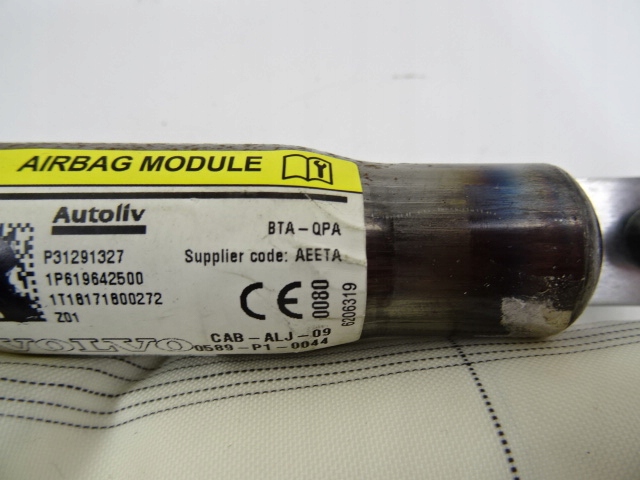 AIRBAG MODULE
Autoliv
BTA-QPA
P31291327
Supplier code: AEETA
1P619642500
1T18171800272
Z01
CE 0080
6206319
CAB-ALJ-09
VOLVO
0589-P1-0044